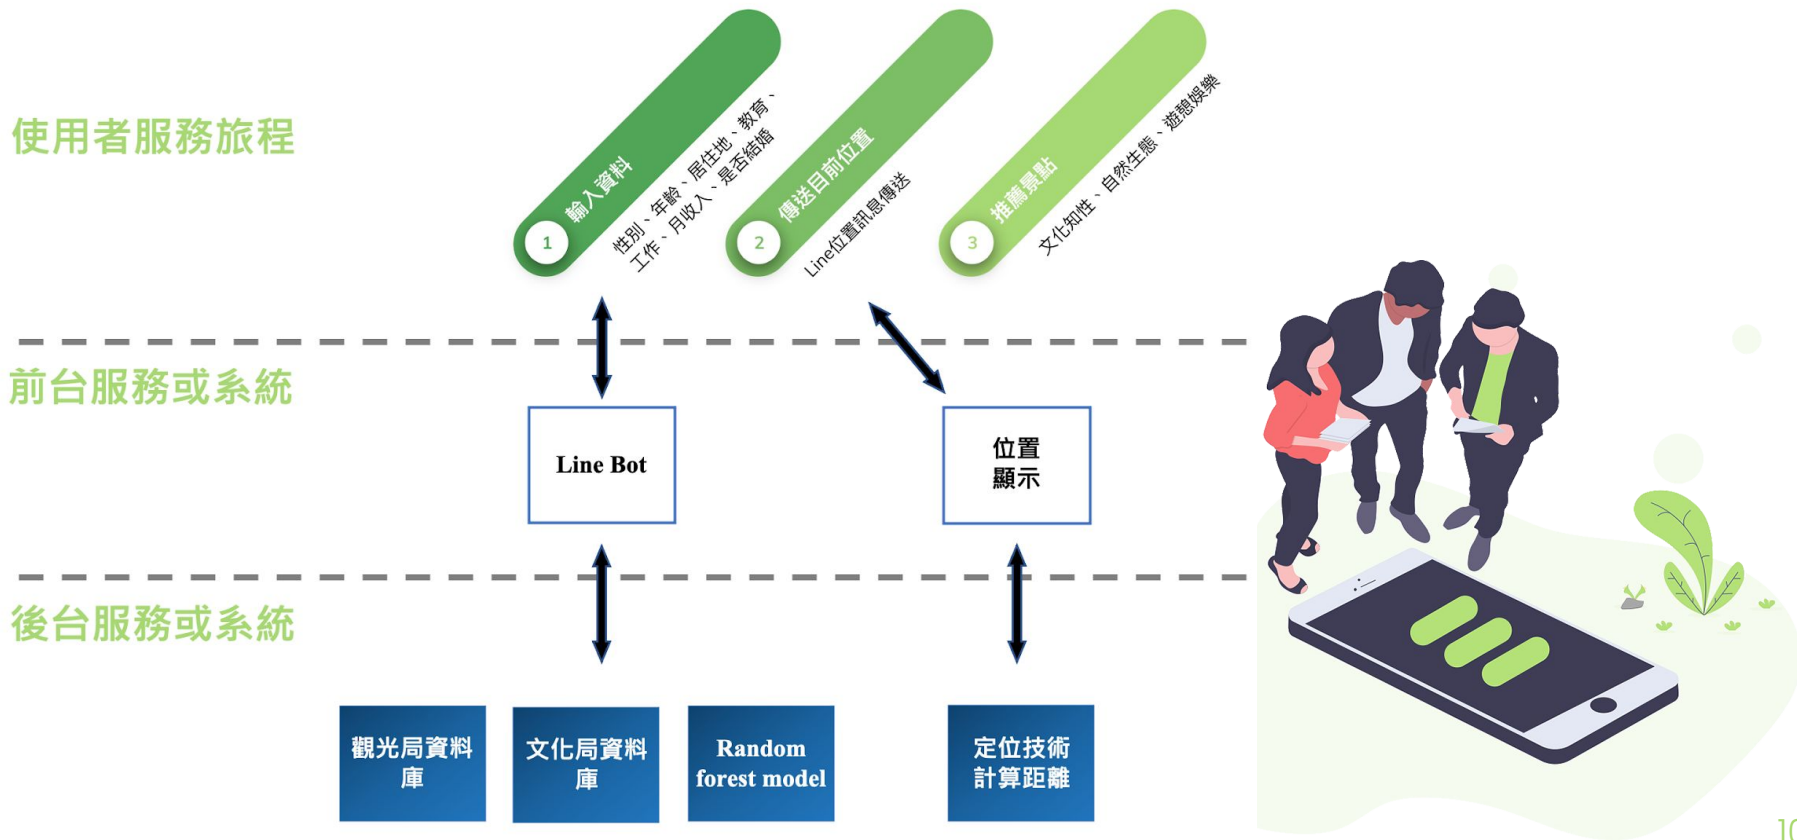 使用者服務旅程
1
輸入資料
性別、年齡、居住地、教育、
工作、月收入、是否結婚
2
傳送目前位置
Line位置訊息傳送
3
推薦景點
文化知性、自然生態、遊憩娛樂
前台服務或系統
Line Bot
位置
顯示
後台服務或系統
觀光局資料
庫
文化局資料
庫
Random
forest model
定位技術
計算距離
10